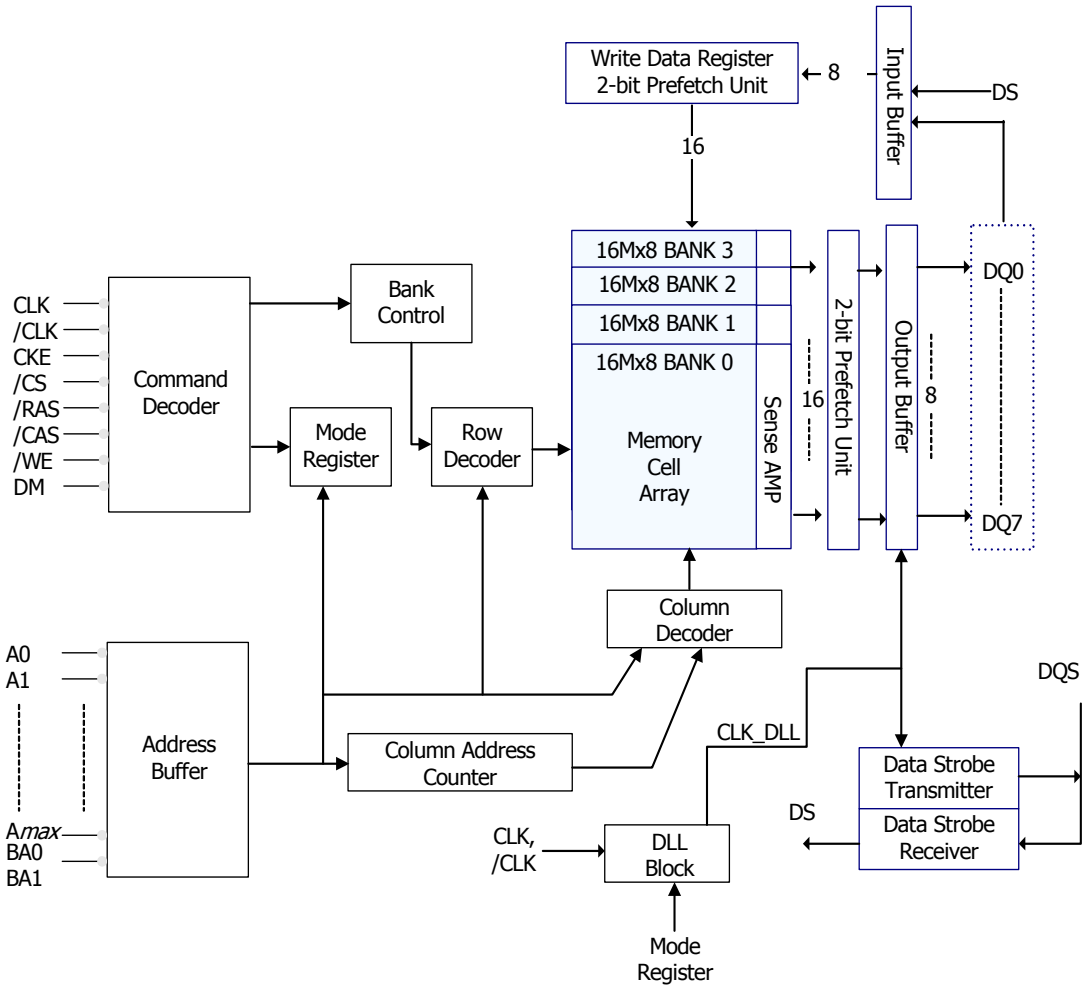 Write Data Register
2-bit Prefetch Unit
8
Input Buffer
DS
16
16Mx8 BANK 3
16Mx8 BANK 2
16Mx8 BANK 1
16Mx8 BANK 0
Memory
Cell
Array
Sense AMP
16
2-bit Prefetch Unit
Output Buffer
8
DQ0
DQ7
CLK
/CLK
CKE
/CS
/RAS
/CAS
/WE
DM
Command
Decoder
Bank
Control
Mode
Register
Row
Decoder
Column
Decoder
A0
A1
Amax
BA0
BA1
Address
Buffer
Column Address
Counter
CLK_DLL
DQS
Data Strobe
Transmitter
Data Strobe
Receiver
DS
CLK,
/CLK
DLL
Block
Mode
Register